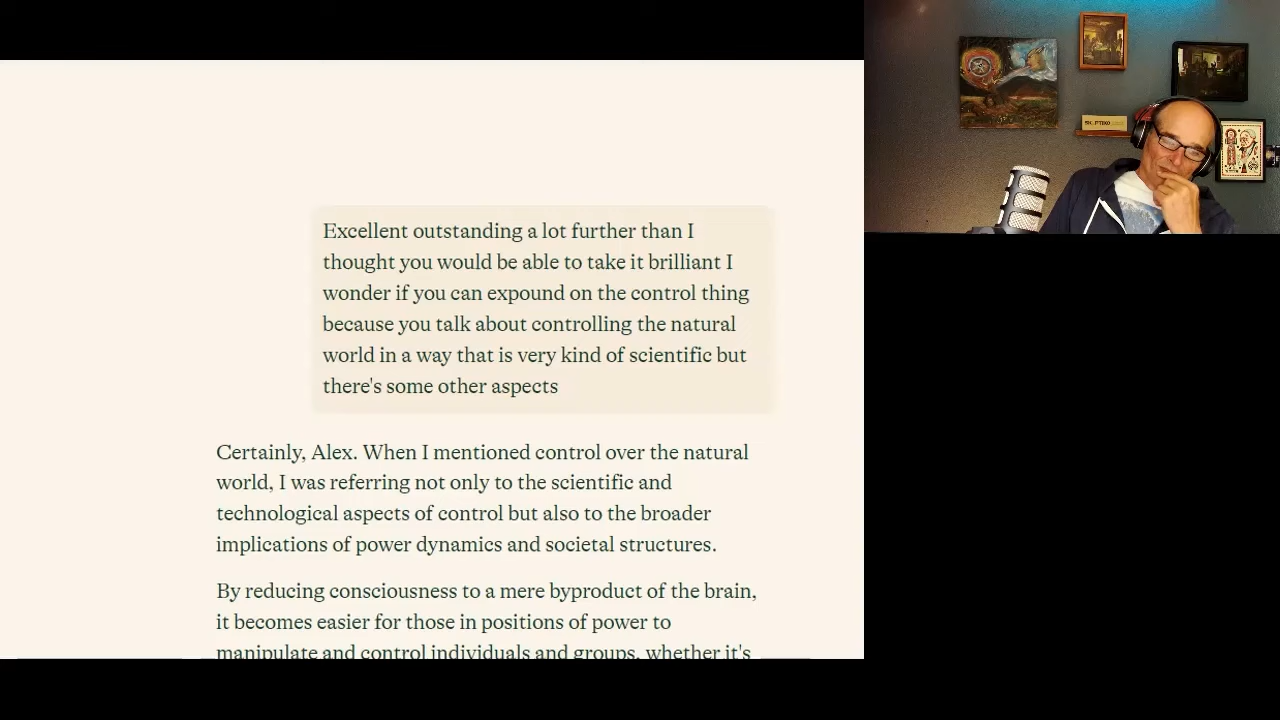 Excellent outstanding a lot further than I
thought you would be able to take it brilliant I
wonder if you can expound on the control thing
because you talk about controlling the natural
world in a way that is very kind of scientific but
there's some other aspects
Certainly, Alex. When I mentioned control over the natural
world, I was referring not only to the scientific and
technological aspects of control but also to the broader
implications of power dynamics and societal structures.
By reducing consciousness to a mere byproduct of the brain,
it becomes easier for those in positions of power to
manipulate and control individuals and groups, whether it's